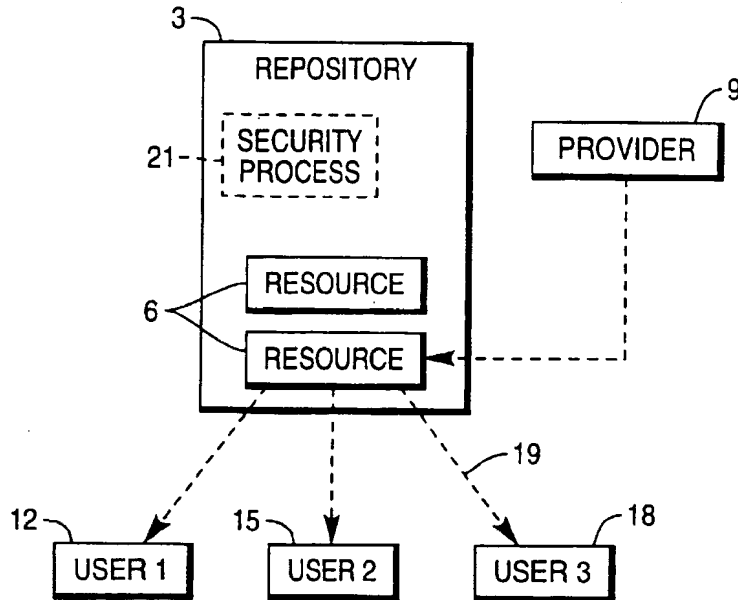 3
REPOSITORY
9
SECURITY
PROCESS
21
PROVIDER
RESOURCE
6
RESOURCE
19
12
15
18
USER 1
USER 2
USER 3